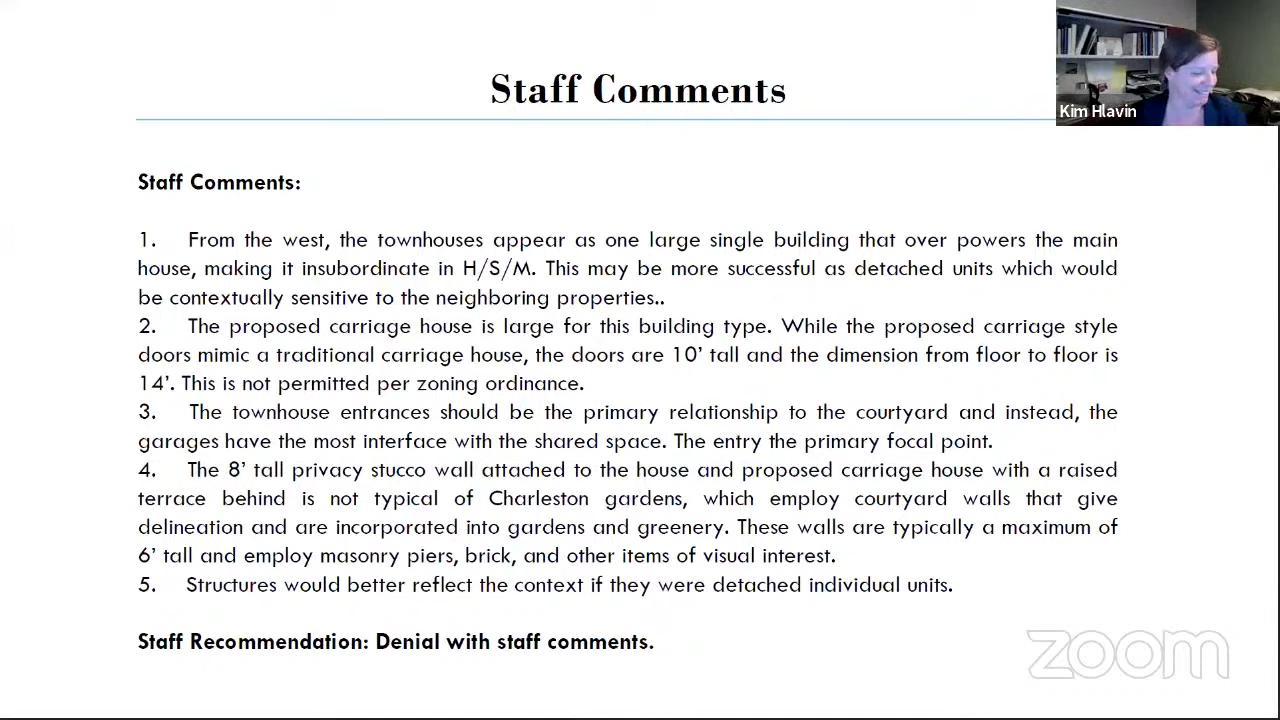 Staff Comments
Kim Hlavin
Staff Comments:
1. From the west, the townhouses appear as one large single building that over powers the main
house, making it insubordinate in H/S/M. This may be more successful as detached units which would
be contextually sensitive to the neighboring properties..
2. The proposed carriage house is large for this building type. While the proposed carriage style
doors mimic a traditional carriage house, the doors are 10’ tall and the dimension from floor to floor is
14’. This is not permitted per zoning ordinance.
3. The townhouse entrances should be the primary relationship to the courtyard and instead, the
garages have the most interface with the shared space. The entry the primary focal point.
4. The 8’ tall privacy stucco wall attached to the house and proposed carriage house with a raised
terrace behind is not typical of Charleston gardens, which employ courtyard walls that give
delineation and are incorporated into gardens and greenery. These walls are typically a maximum of
6’ tall and employ masonry piers, brick, and other items of visual interest.
5. Structures would better reflect the context if they were detached individual units.
Staff Recommendation: Denial with staff comments.
zoom